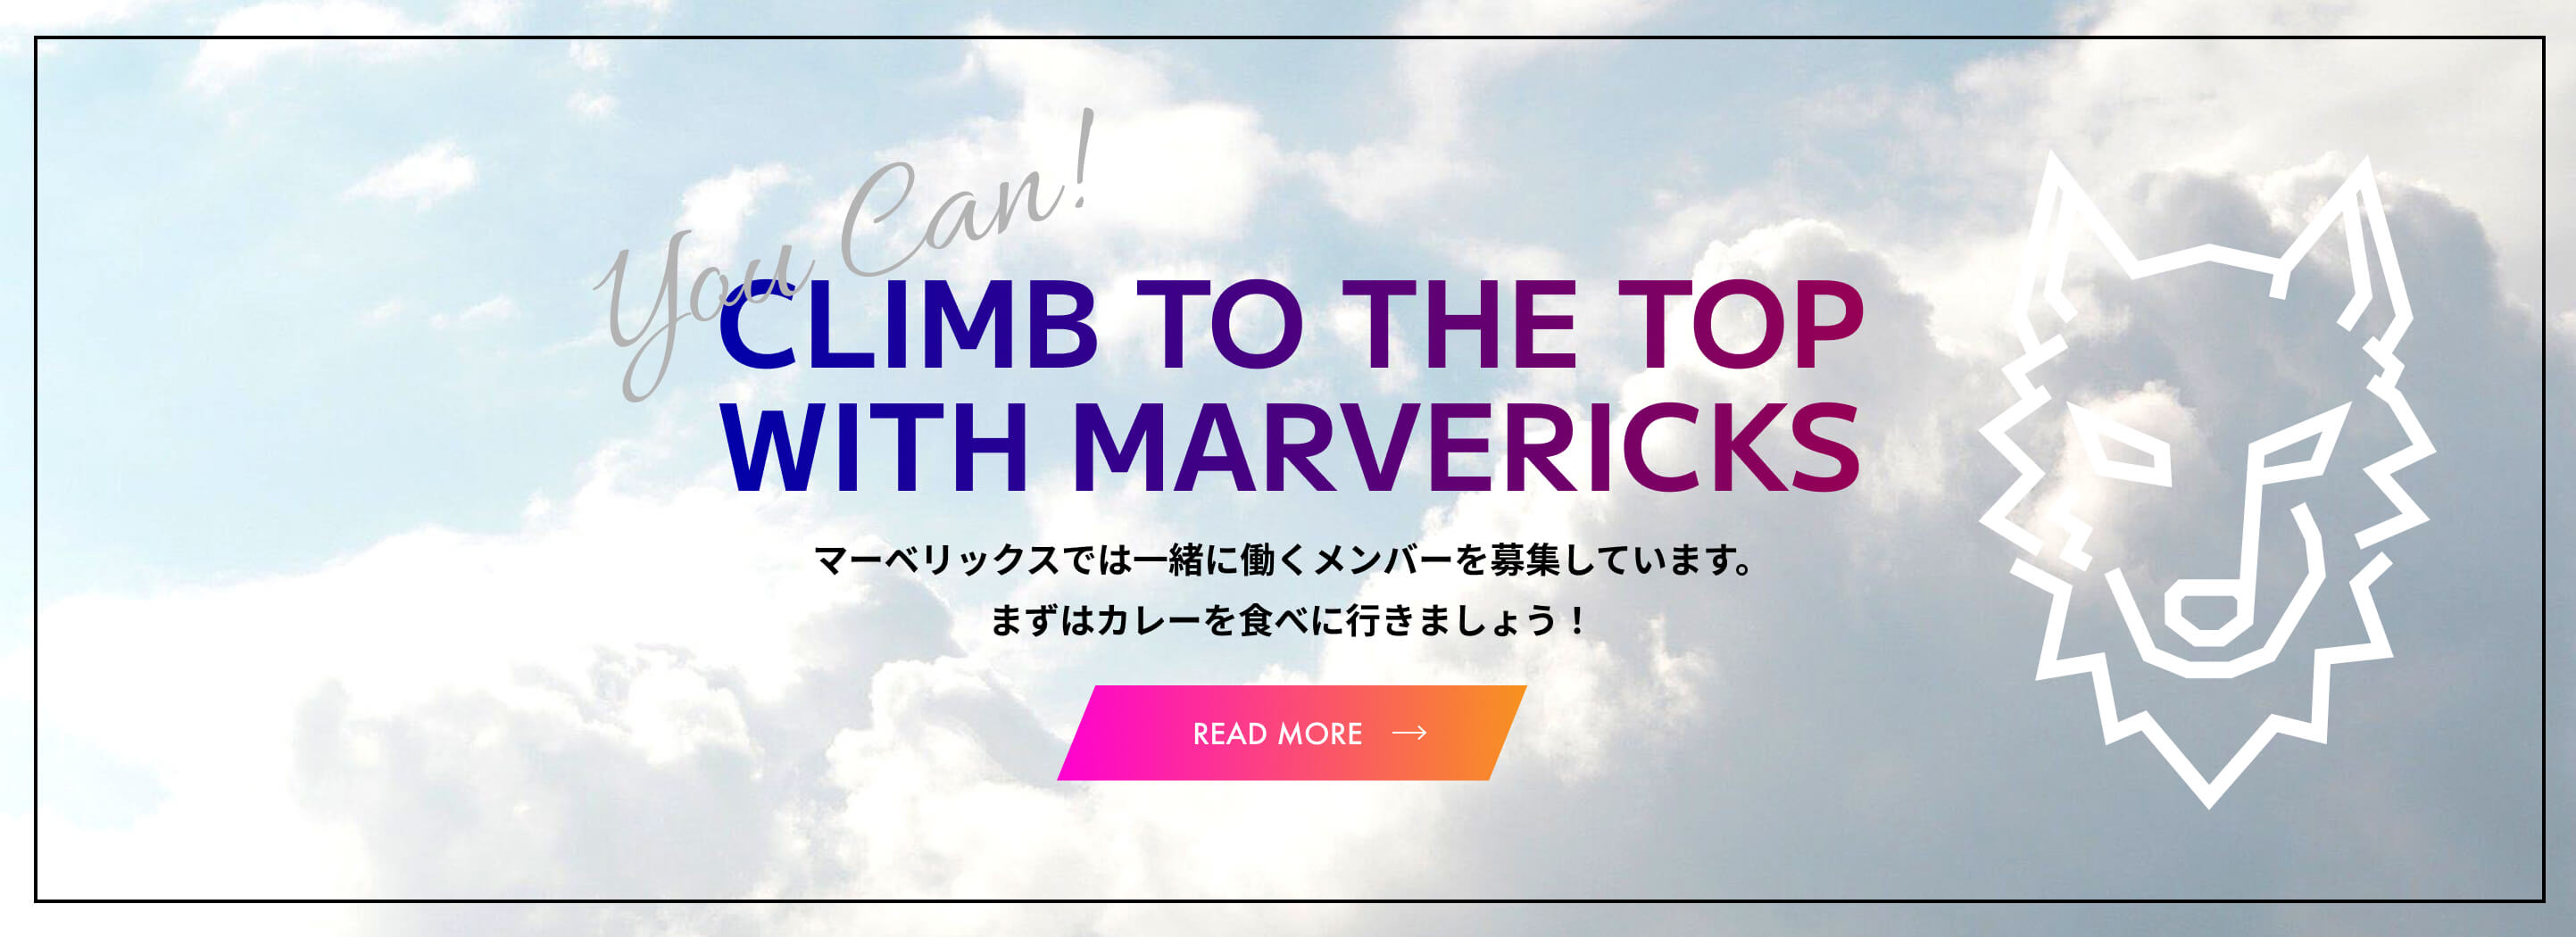 You Can!
CLIMB TO THE TOP
WITH MARVERICKS
マーベリックスでは一緒に働くメンバーを募集しています。
まずはカレーを食べに行きましょう！
READ MORE →